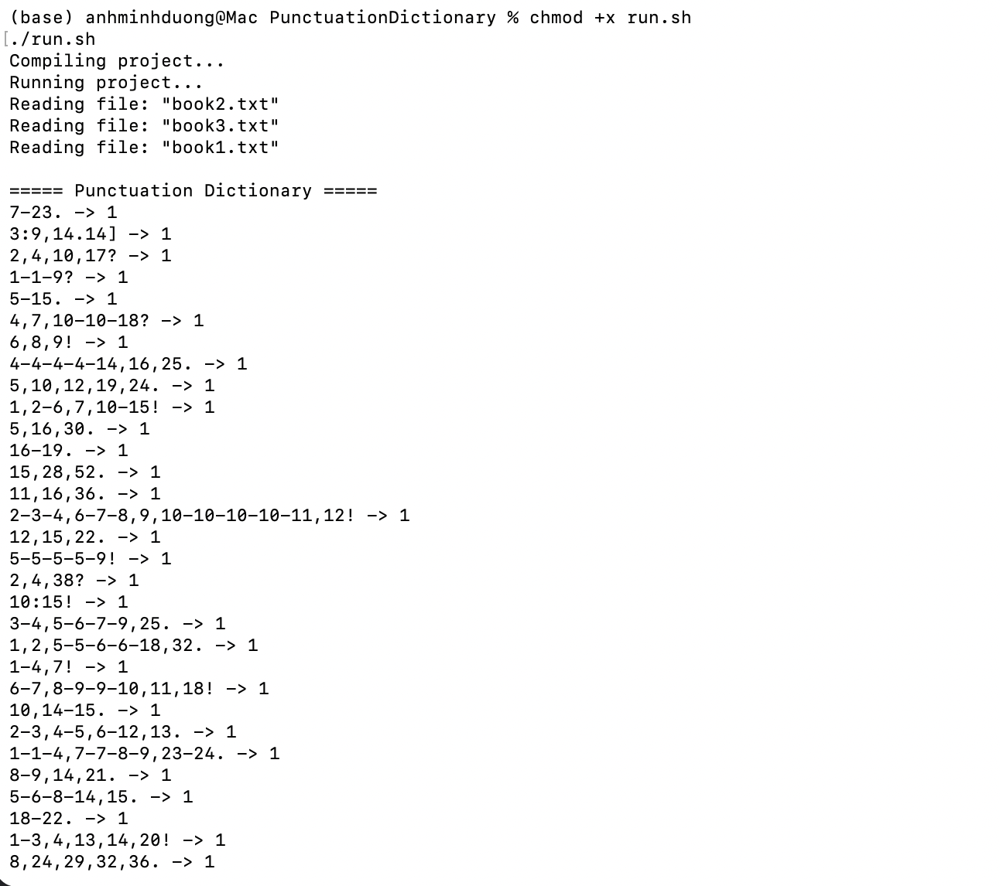 (base) anhminhduong@Mac PunctuationDictionary % chmod +x run.sh
[./run.sh
Compiling project...
Running project...
Reading file: "book2.txt"
Reading file: "book3.txt"
Reading file: "book1.txt"
===== Punctuation Dictionary =====
7-23. -> 1
3:9,14.14] -> 1
2,4,10,17? -> 1
1-1-9? -> 1
5-15. -> 1
4,7,10-10-18? -> 1
6,8,9! -> 1
4-4-4-4-14,16,25. -> 1
5,10,12,19,24. -> 1
1,2-6,7,10-15! -> 1
5,16,30. -> 1
16-19. -> 1
15,28,52. -> 1
11,16,36. -> 1
2-3-4,6-7-8,9,10-10-10-10-11,12! -> 1
12,15,22. -> 1
5-5-5-5-9! -> 1
2,4,38? -> 1
10:15! -> 1
3-4,5-6-7-9,25. -> 1
1,2,5-5-6-6-18,32. -> 1
1-4,7! -> 1
6-7,8-9-9-10,11,18! -> 1
10,14-15. -> 1
2-3,4-5,6-12,13. -> 1
1-1-4,7-7-8-9,23-24. -> 1
8-9,14,21. -> 1
5-6-8-14,15. -> 1
18-22. -> 1
1-3,4,13,14,20! -> 1
8,24,29,32,36. -> 1